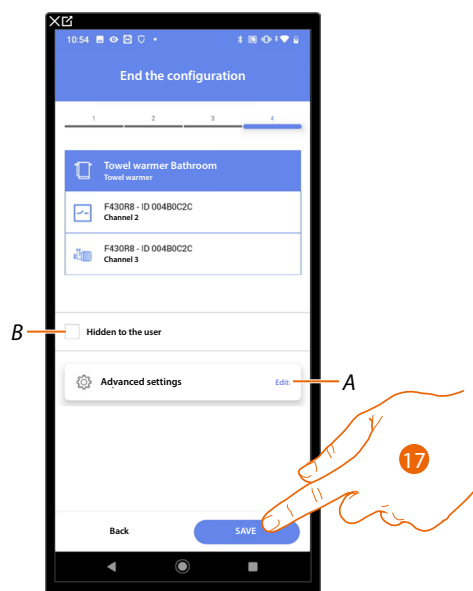 10:54
End the configuration
1 2 3 4
Towel warmer Bathroom
Towel warmer
F430R8 - ID 004B0C2C
Channel 2
F430R8 - ID 004B0C2C
Channel 3
B
Hidden to the user
Advanced settings
Edit
A
17
Back
SAVE